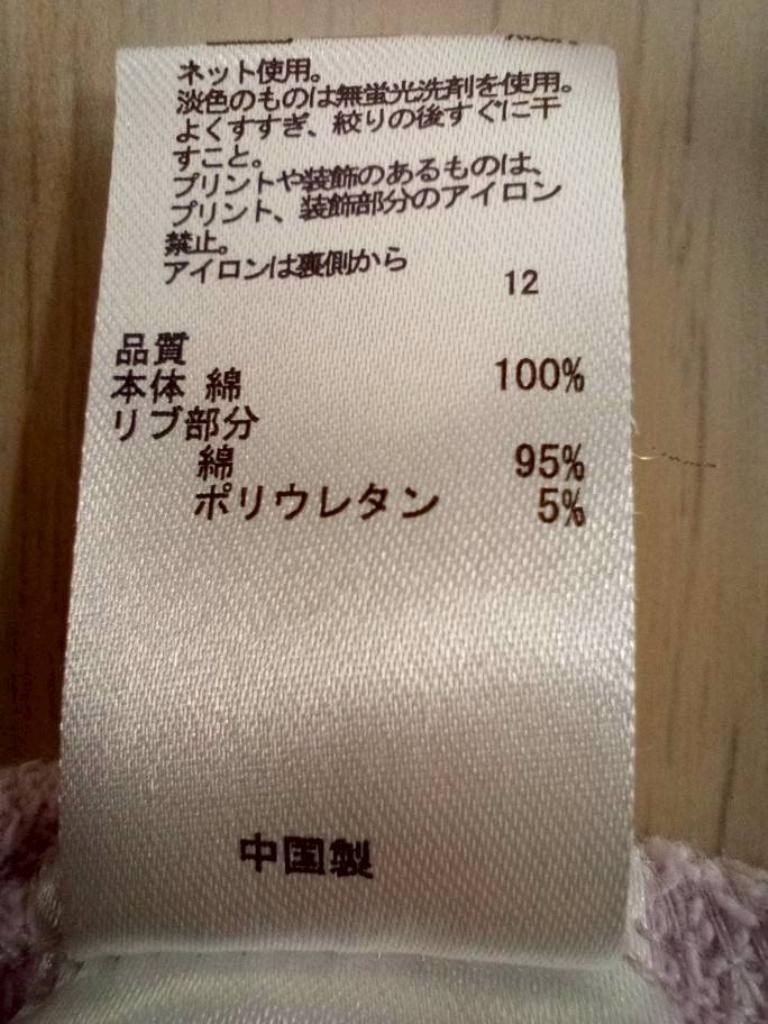 ネット使用。
淡色のものは無蛍光洗剤を使用。
よくすすぎ、絞りの後すぐに干
すこと。
プリントや装飾のあるものは、
プリント、装飾部分のアイロン
禁止。
アイロンは裏側から
12
品質
本体 綿 100%
リブ部分
綿 95%
ポリウレタン 5%
中国製